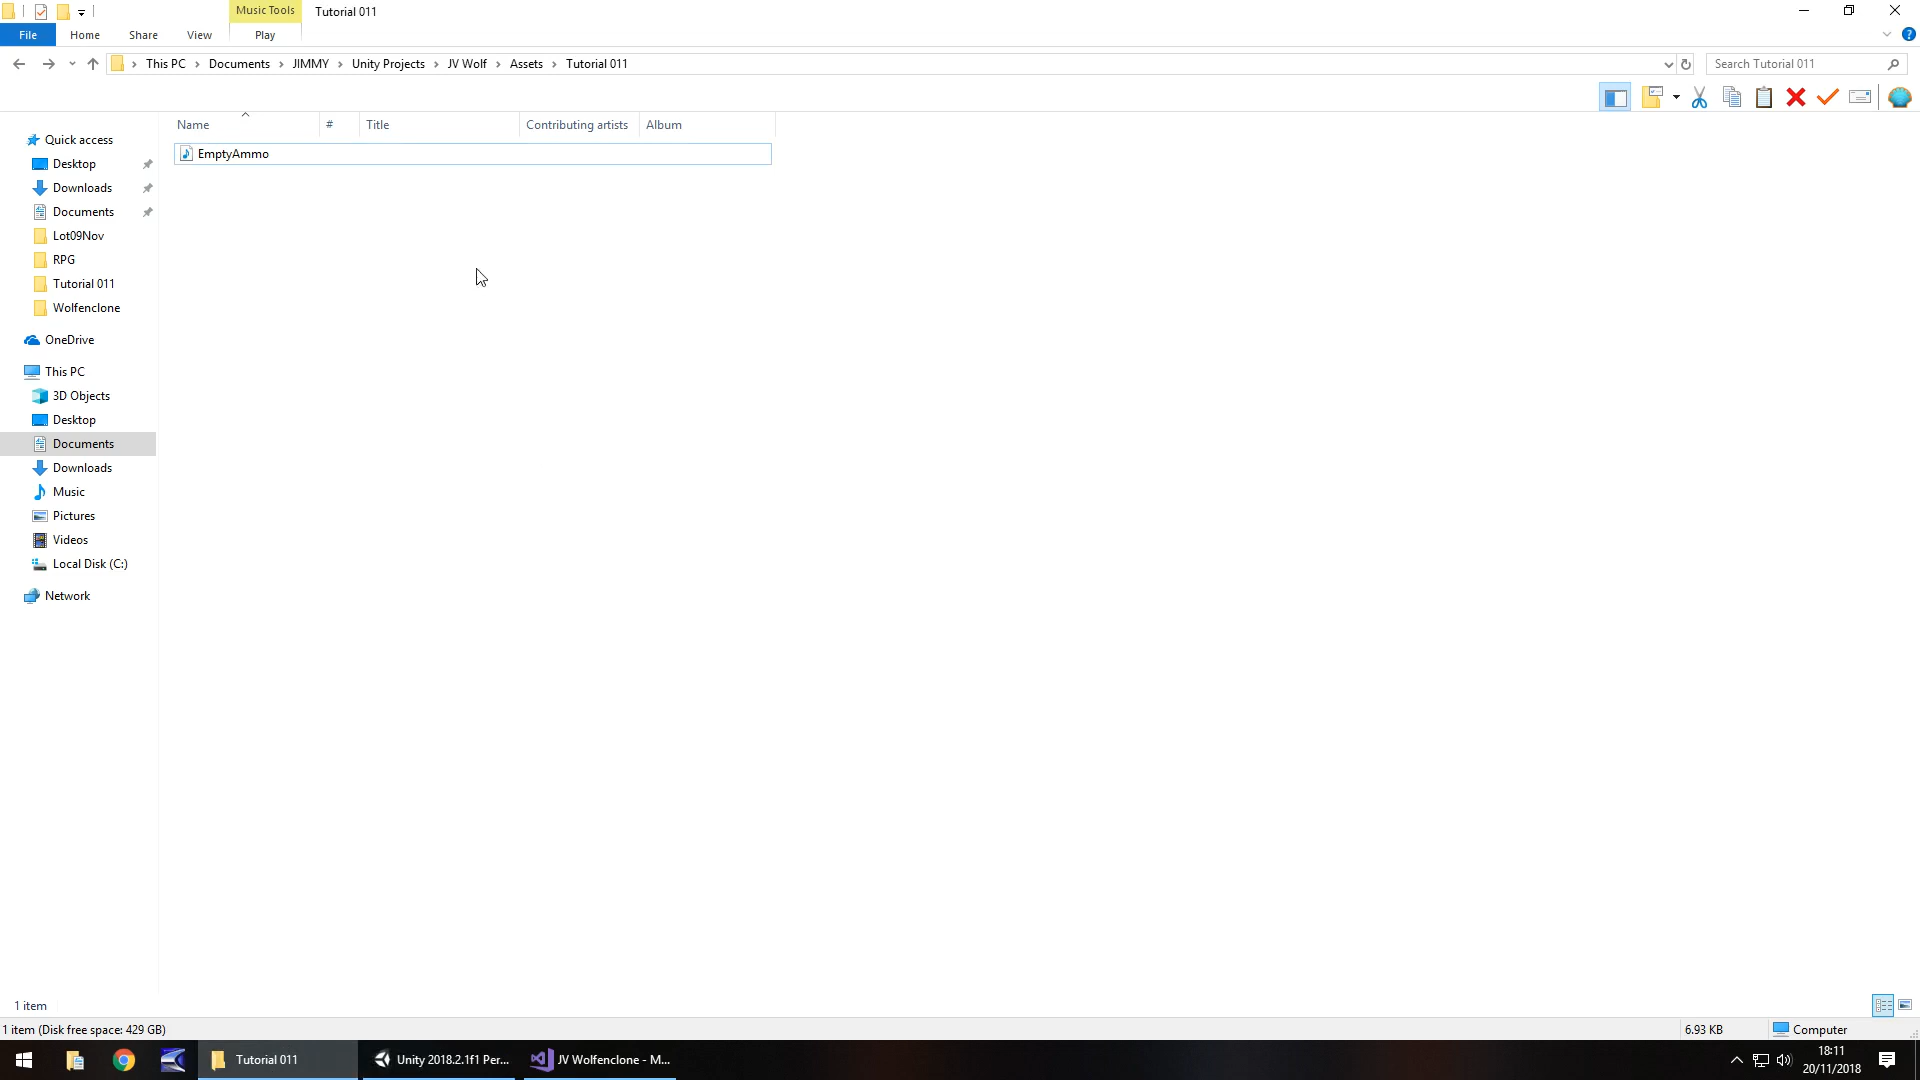 Music Tools
Tutorial 011
File
Home
Share
View
Play
This PC > Documents > JIMMY > Unity Projects > JV Wolf > Assets > Tutorial 011
Search Tutorial 011
Name
#
Title
Contributing artists
Album
EmptyAmmo
Quick access
Desktop
Downloads
Documents
Lot09Nov
RPG
Tutorial 011
Wolfenclone
OneDrive
This PC
3D Objects
Desktop
Documents
Downloads
Music
Pictures
Videos
Local Disk (C:)
Network
1 item
1 item (Disk free space: 429 GB)
6.93 KB
Computer
Tutorial 011
Unity 2018.2.1f1 Per...
JV Wolfenclone - M...
18:11
20/11/2018